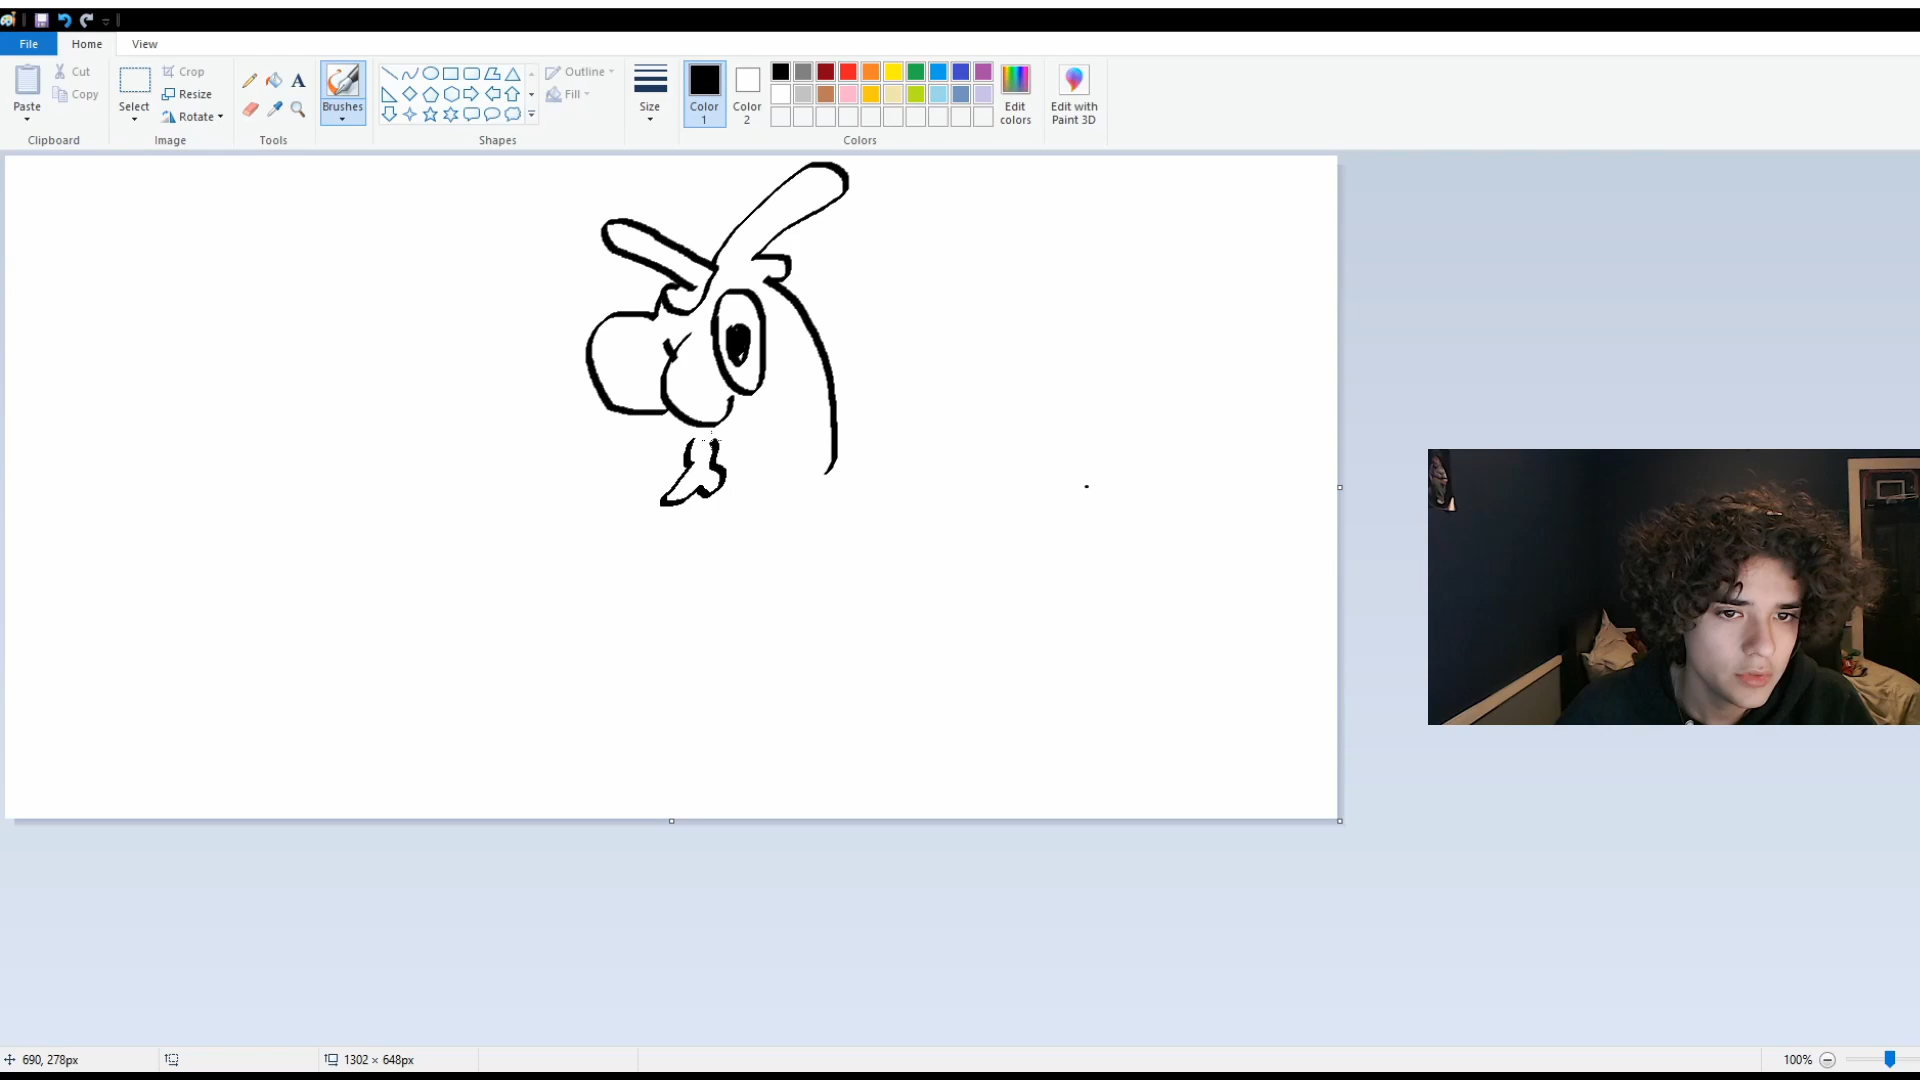 File Home View
Paste Cut Copy
Clipboard
Select Crop Resize Rotate
Image
Tools
Brushes
Shapes
Outline Fill
Size
Color 1
Color 2
Edit colors
Colors
Edit with Paint 3D
690, 278px
1302 × 648px
100%